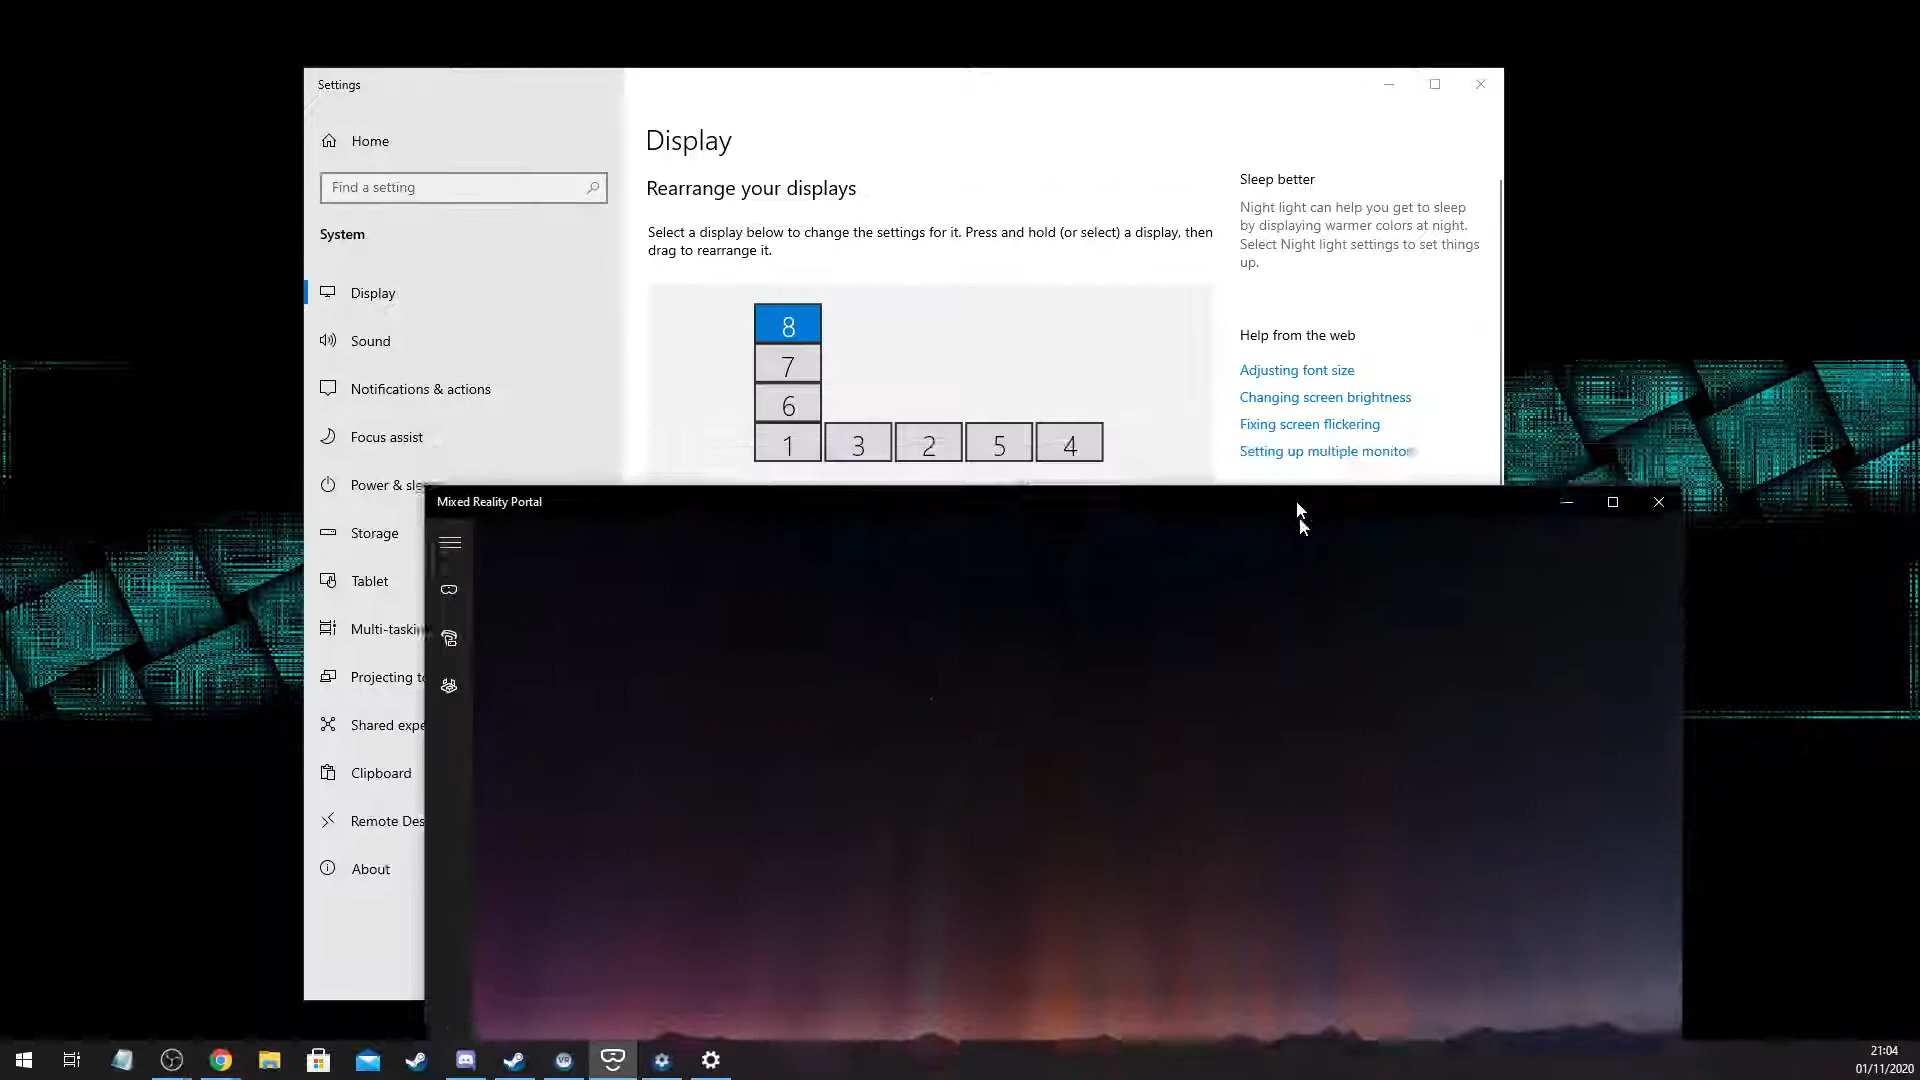 Settings
Home
Find a setting
System
Display
Sound
Notifications & actions
Focus assist
Power & sle
Storage
Tablet
Multi-taskin
Projecting to
Shared expe
Clipboard
Remote Des
About
Display
Rearrange your displays
Select a display below to change the settings for it. Press and hold (or select) a display, then
drag to rearrange it.
8
7
6
1 3 2 5 4
Sleep better
Night light can help you get to sleep
by displaying warmer colors at night.
Select Night light settings to set things
up.
Help from the web
Adjusting font size
Changing screen brightness
Fixing screen flickering
Setting up multiple monitors
Mixed Reality Portal
VR
21:04
01/11/2020